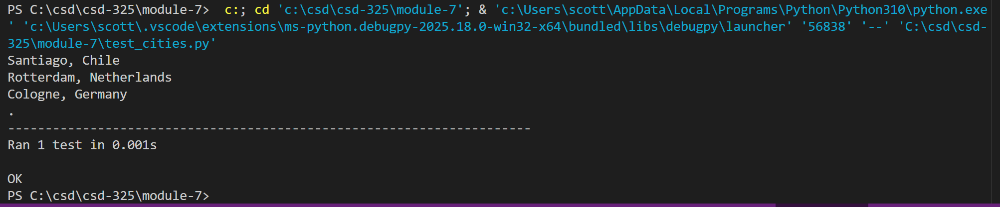 PS C:\csd\csd-325\module-7>  c:; cd 'c:\csd\csd-325\module-7'; & 'c:\Users\scott\AppData\Local\Programs\Python\Python310\python.exe
' 'c:\Users\scott\.vscode\extensions\ms-python.debugpy-2025.18.0-win32-x64\bundled\libs\debugpy\launcher' '56838' '--' 'C:\csd\csd-
325\module-7\test_cities.py'
Santiago, Chile
Rotterdam, Netherlands
Cologne, Germany
.
----------------------------------------------------------------------
Ran 1 test in 0.001s

OK
PS C:\csd\csd-325\module-7>